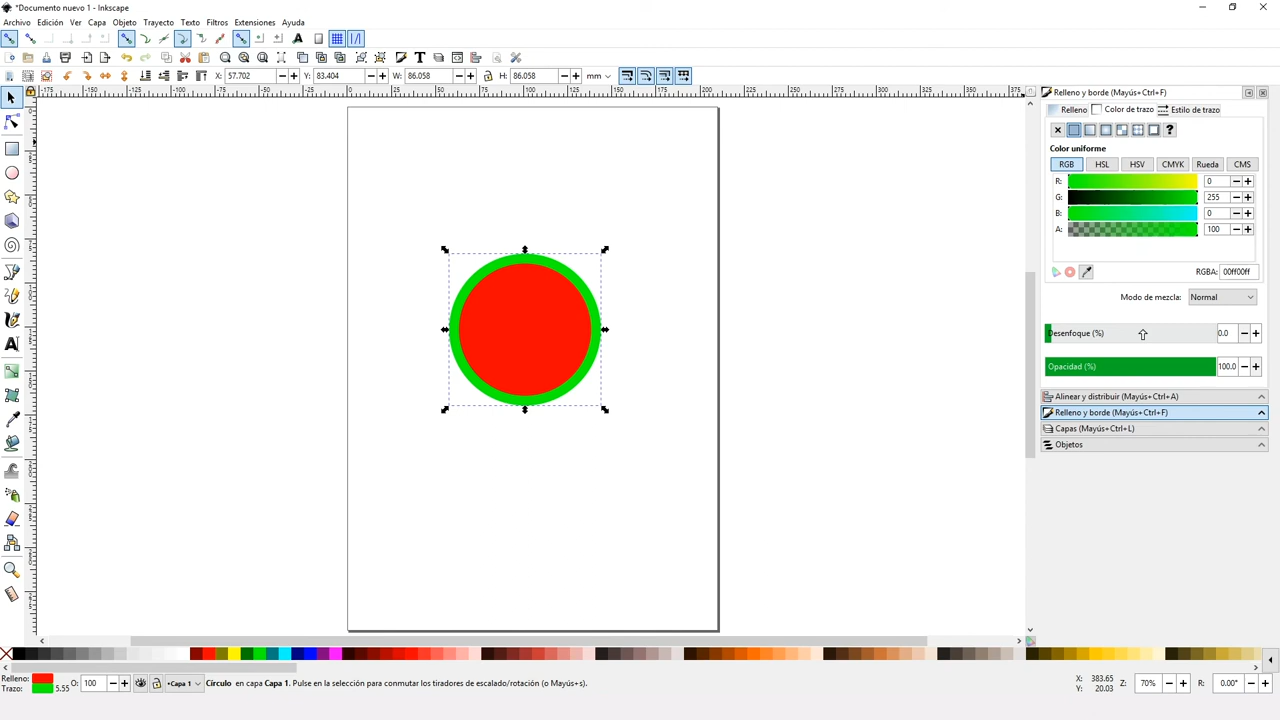 *Documento nuevo 1 - Inkscape
Archivo Edición Ver Capa Objeto Trayecto Filtros Extensiones Ayuda
X: 57.702 Y: 83.404 W: 86.058 H: 86.058 mm
Relleno y borde (Mayús+Ctrl+F)
Relleno Color de trazo Estilo de trazo
Color uniforme
RGB HSL HSV CMYK Rueda CMS
R: 0
G: 255
B: 0
A: 100
RGBA: 00ff00ff
Modo de mezcla: Normal
Desenfoque (%) 0.0
Opacidad (%) 100.0
Alinear y distribuir (Mayús+Ctrl+A)
Relleno y borde (Mayús+Ctrl+F)
Capas (Mayús+Ctrl+L)
Objetos
Relleno:
Trazo: 5.55 O: 100 •Capa 1 Círculo en capa Capa 1. Pulse en la selección para conmutar los tiradores de escalado/rotación (o Mayús+s).
X: 383.65
Y: 20.03
Z: 70% R: 0.00°